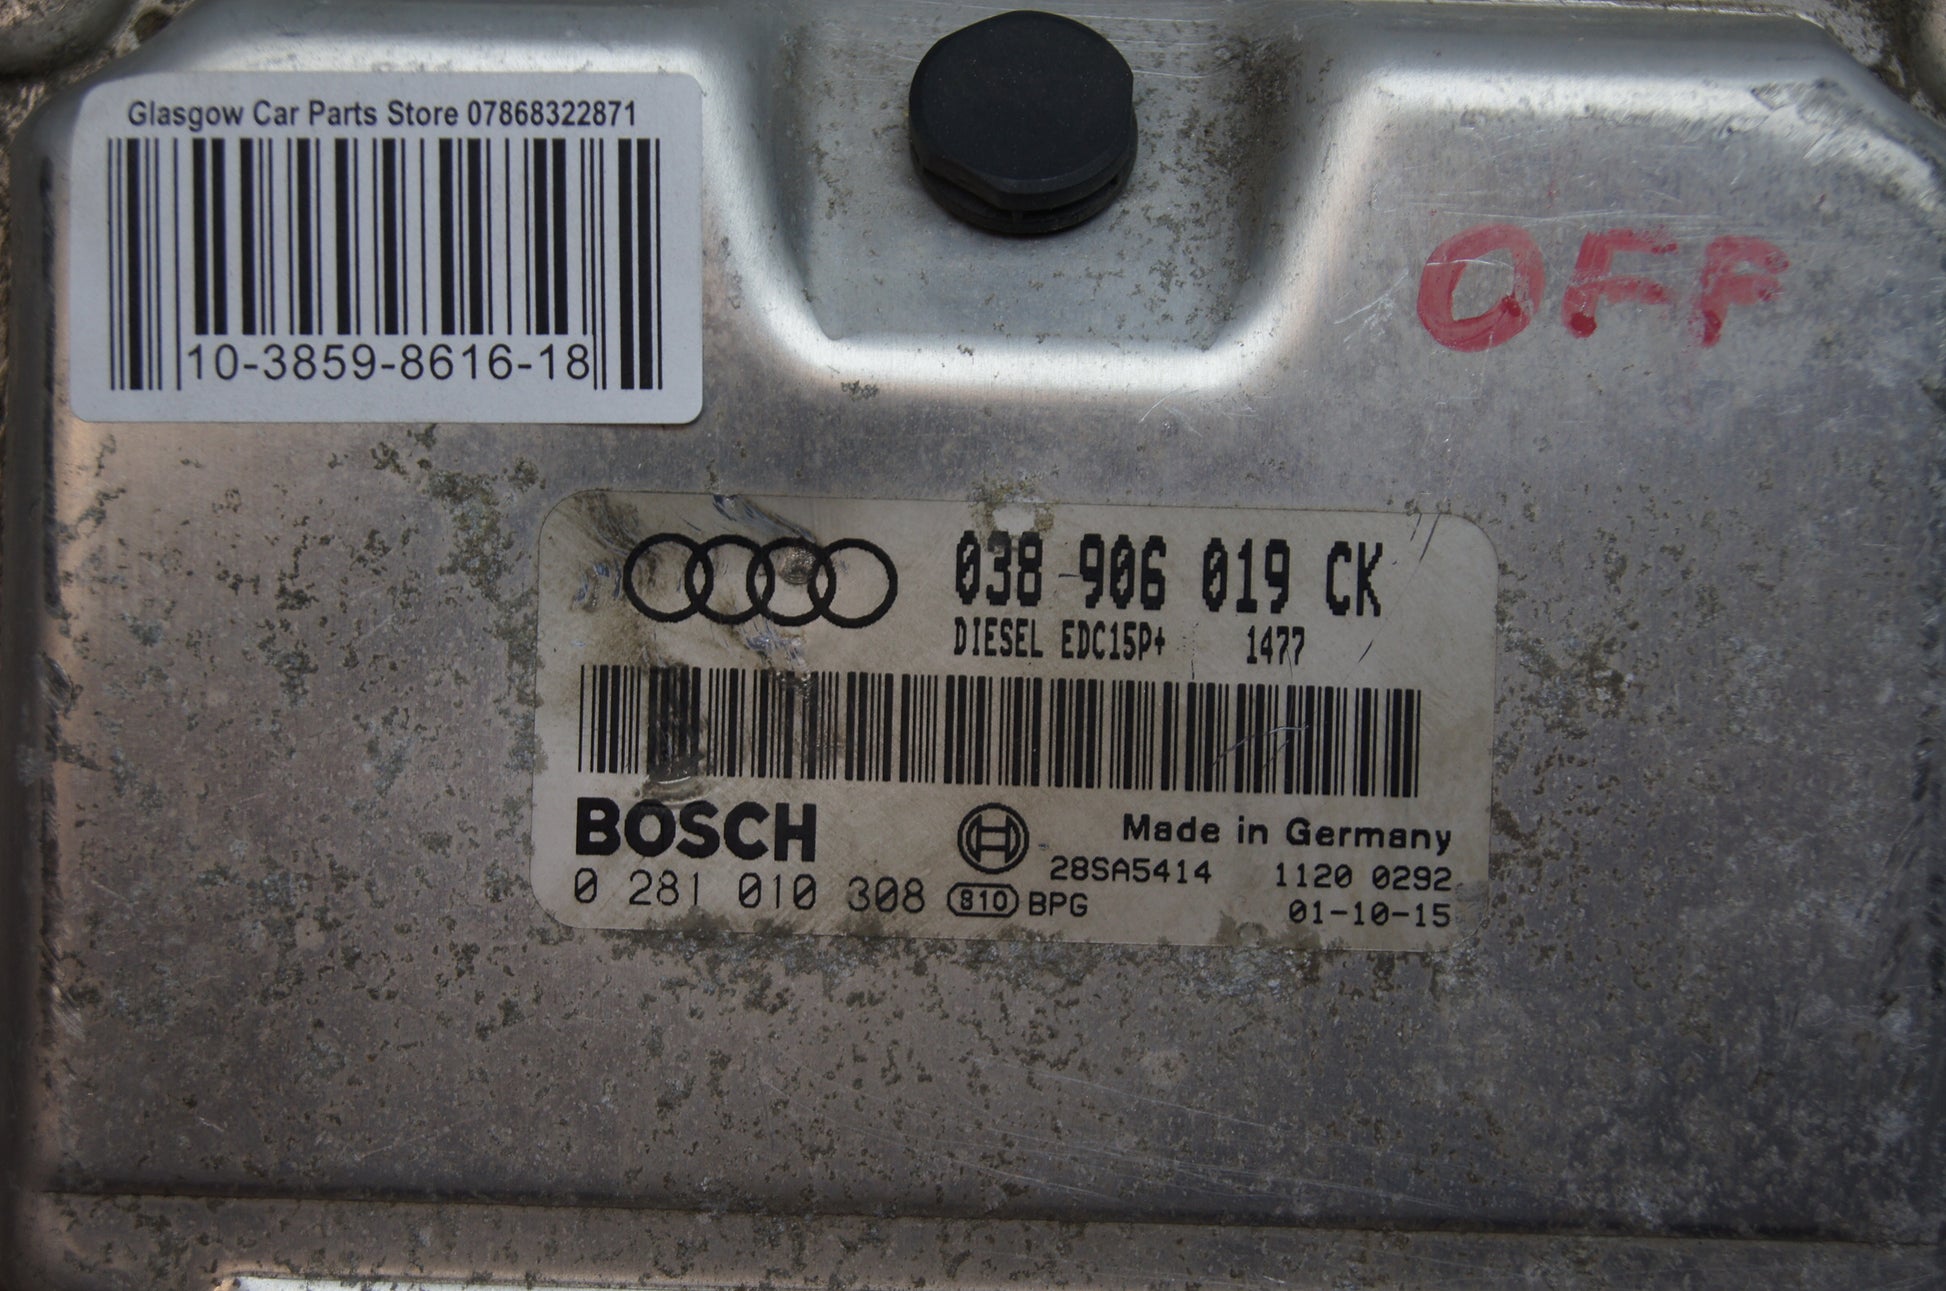 Glasgow Car Parts Store 07868322871
10-3859-8616-18
OFF
038 906 019 CK
DIESEL EDC15P+ 1477
BOSCH
Made in Germany
28SA5414 1120 0292
0 281 010 308 810 BPG
01-10-15